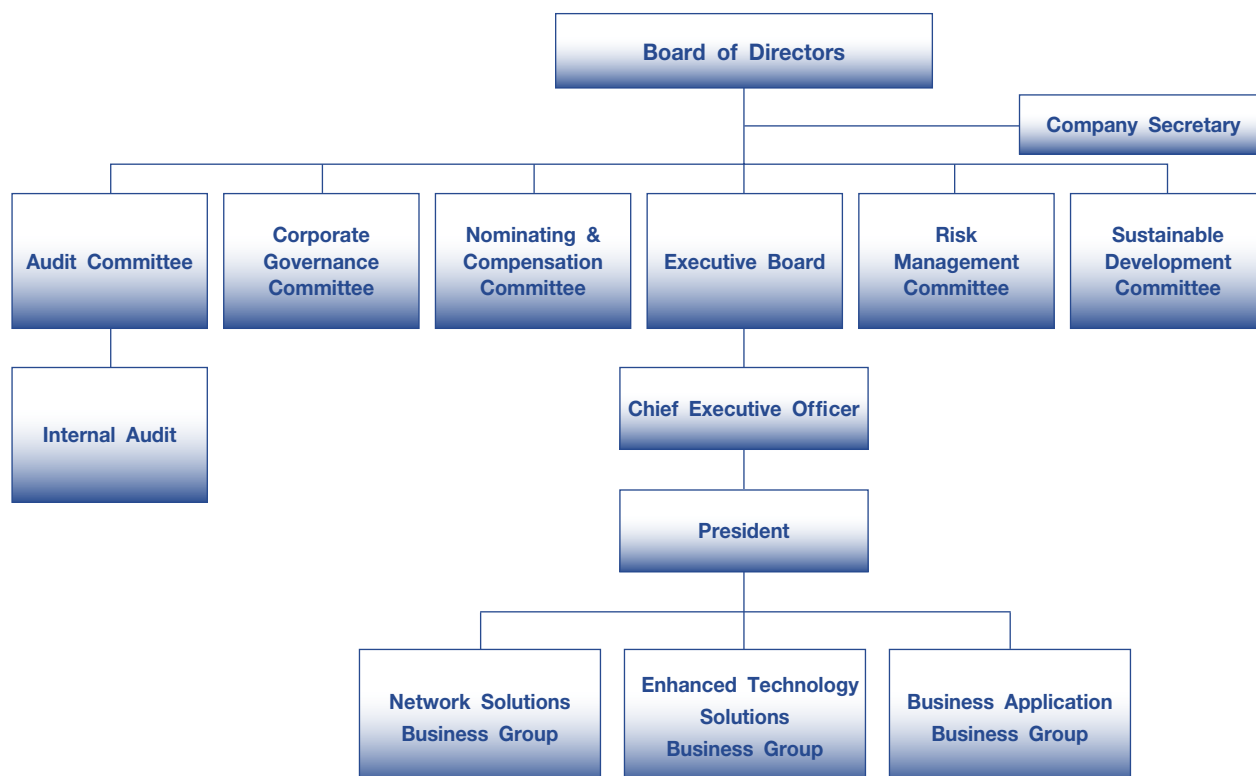 Board of Directors
Company Secretary
Audit Committee
Corporate
Governance
Committee
Nominating &
Compensation
Committee
Executive Board
Risk
Management
Committee
Sustainable
Development
Committee
Internal Audit
Chief Executive Officer
President
Network Solutions
Business Group
Enhanced Technology
Solutions
Business Group
Business Application
Business Group